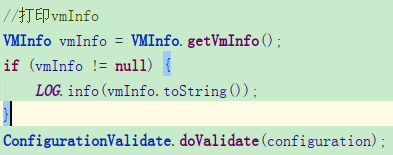 //打印vmInfo
VMInfo vmInfo = VMInfo.getVmInfo();
if (vmInfo != null) {
LOG.info(vmInfo.toString());
}
ConfigurationValidate.doValidate(configuration);